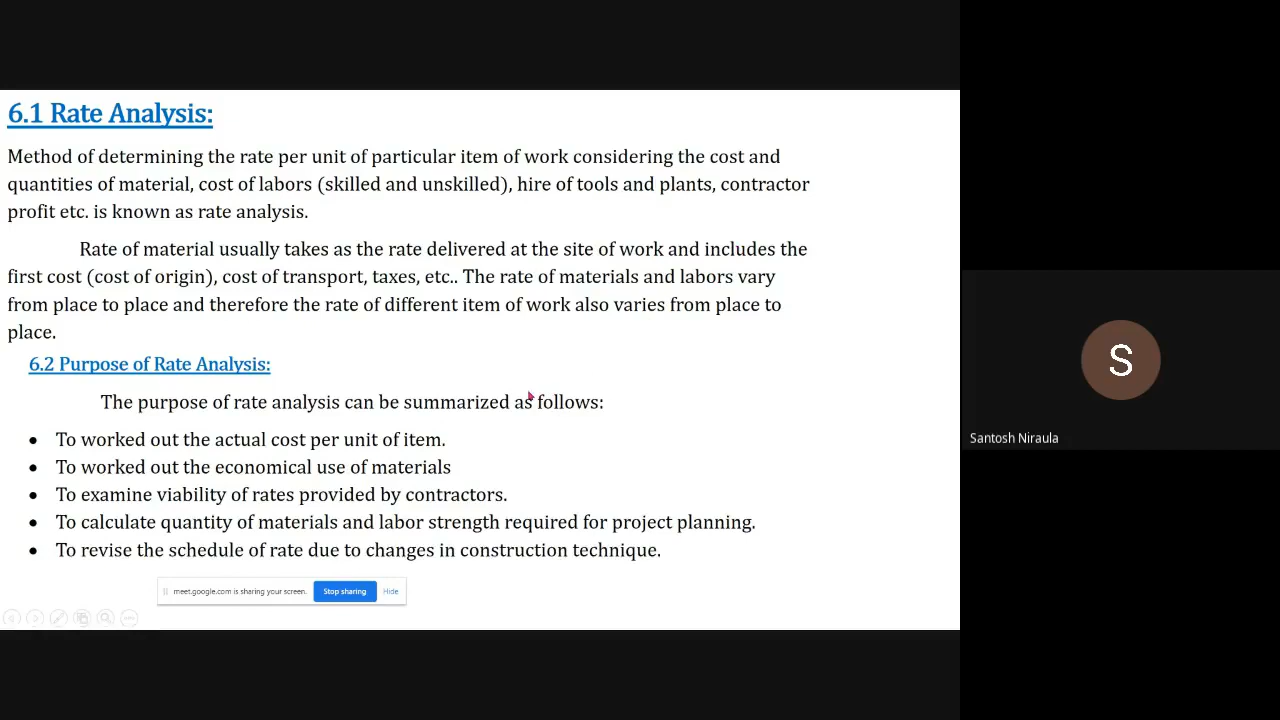 6.1 Rate Analysis:
Method of determining the rate per unit of particular item of work considering the cost and
quantities of material, cost of labors (skilled and unskilled), hire of tools and plants, contractor
profit etc. is known as rate analysis.
Rate of material usually takes as the rate delivered at the site of work and includes the
first cost (cost of origin), cost of transport, taxes, etc.. The rate of materials and labors vary
from place to place and therefore the rate of different item of work also varies from place to
place.
6.2 Purpose of Rate Analysis:
The purpose of rate analysis can be summarized as follows:
• To worked out the actual cost per unit of item.
• To worked out the economical use of materials
• To examine viability of rates provided by contractors.
• To calculate quantity of materials and labor strength required for project planning.
• To revise the schedule of rate due to changes in construction technique.
meet.google.com is sharing your screen. Stop sharing Hide
S
Santosh Niraula